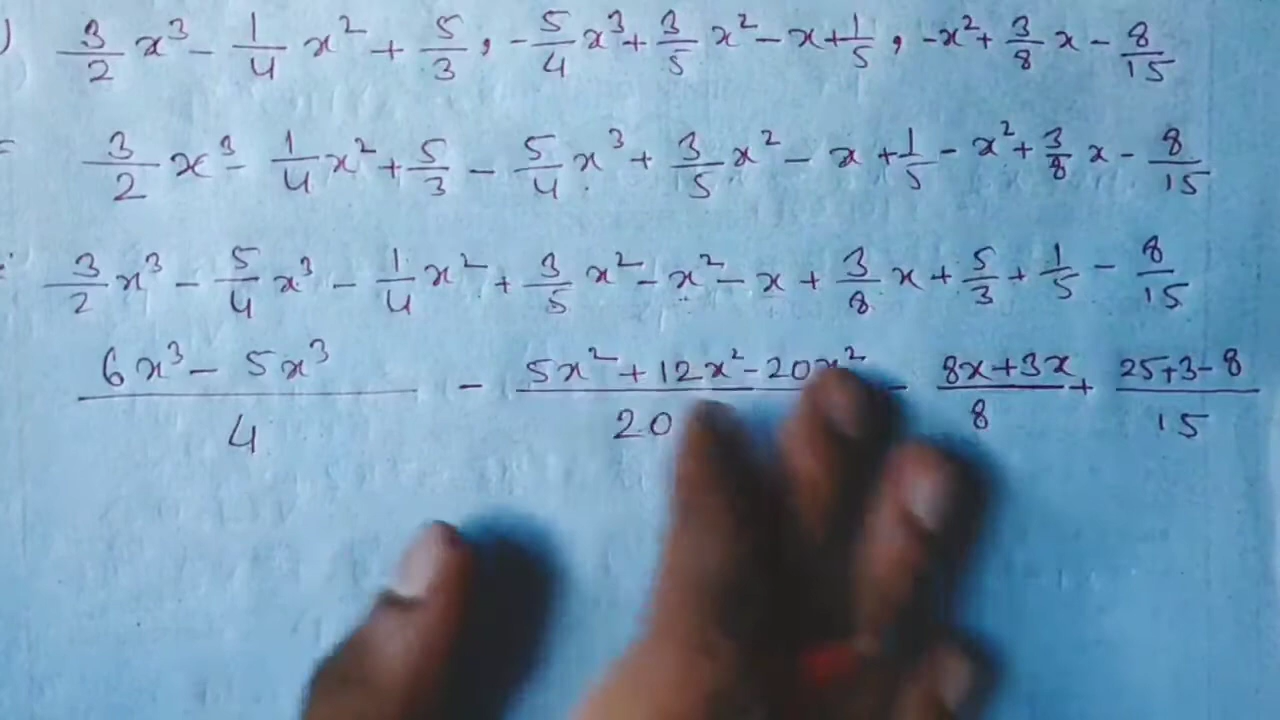 ) 3/2 x³ - 1/4 x² + 5/3, -5/4 x³ + 3/5 x² - x + 1/5, -x² + 3/8 x - 8/15
= 3/2 x³ - 1/4 x² + 5/3 - 5/4 x³ + 3/5 x² - x + 1/5 - x² + 3/8 x - 8/15
= 3/2 x³ - 5/4 x³ - 1/4 x² + 3/5 x² - x² - x + 3/8 x + 5/3 + 1/5 - 8/15
(6x³ - 5x³)/4 - (5x² + 12x² - 20x²)/20 - (8x + 3x)/8 + (25 + 3 - 8)/15